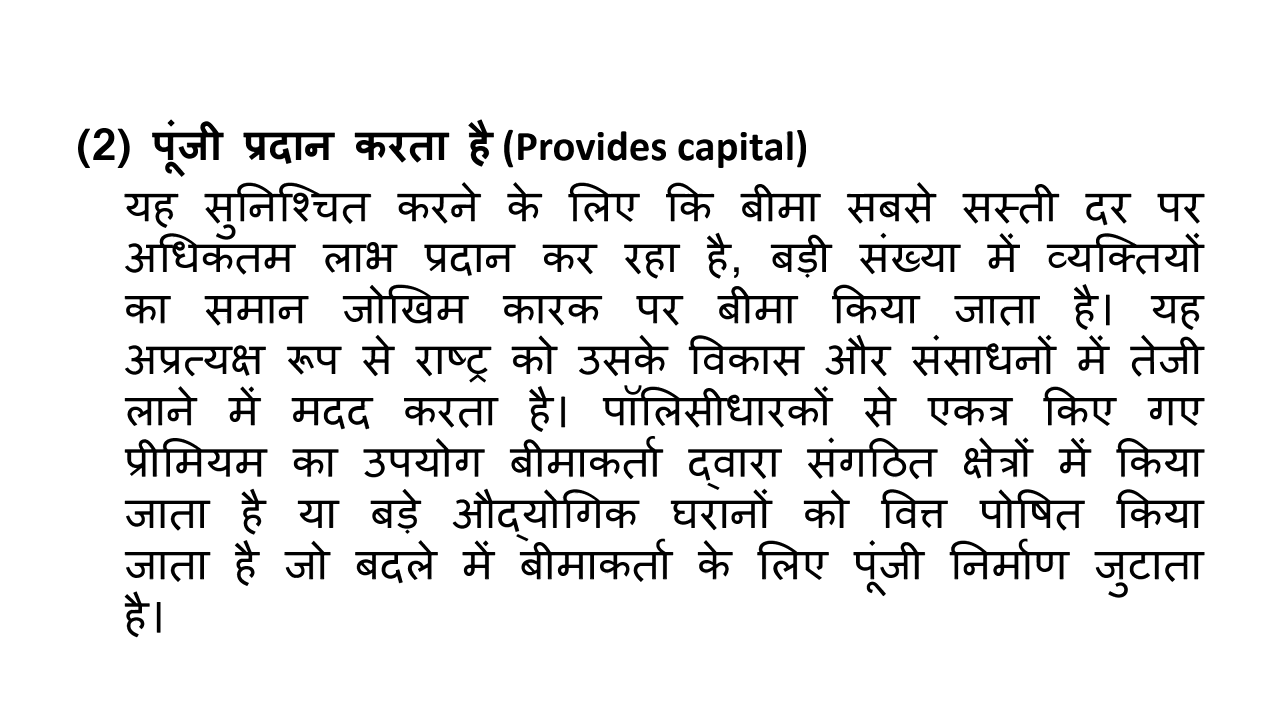 (2) पूंजी प्रदान करता है (Provides capital)
यह सुनिश्चित करने के लिए कि बीमा सबसे सस्ती दर पर
अधिकतम लाभ प्रदान कर रहा है, बड़ी संख्या में व्यक्तियों
का समान जोखिम कारक पर बीमा किया जाता है। यह
अप्रत्यक्ष रूप से राष्ट्र को उसके विकास और संसाधनों में तेजी
लाने में मदद करता है। पॉलिसीधारकों से एकत्र किए गए
प्रीमियम का उपयोग बीमाकर्ता द्वारा संगठित क्षेत्रों में किया
जाता है या बड़े औद्योगिक घरानों को वित्त पोषित किया
जाता है जो बदले में बीमाकर्ता के लिए पूंजी निर्माण जुटाता
है।